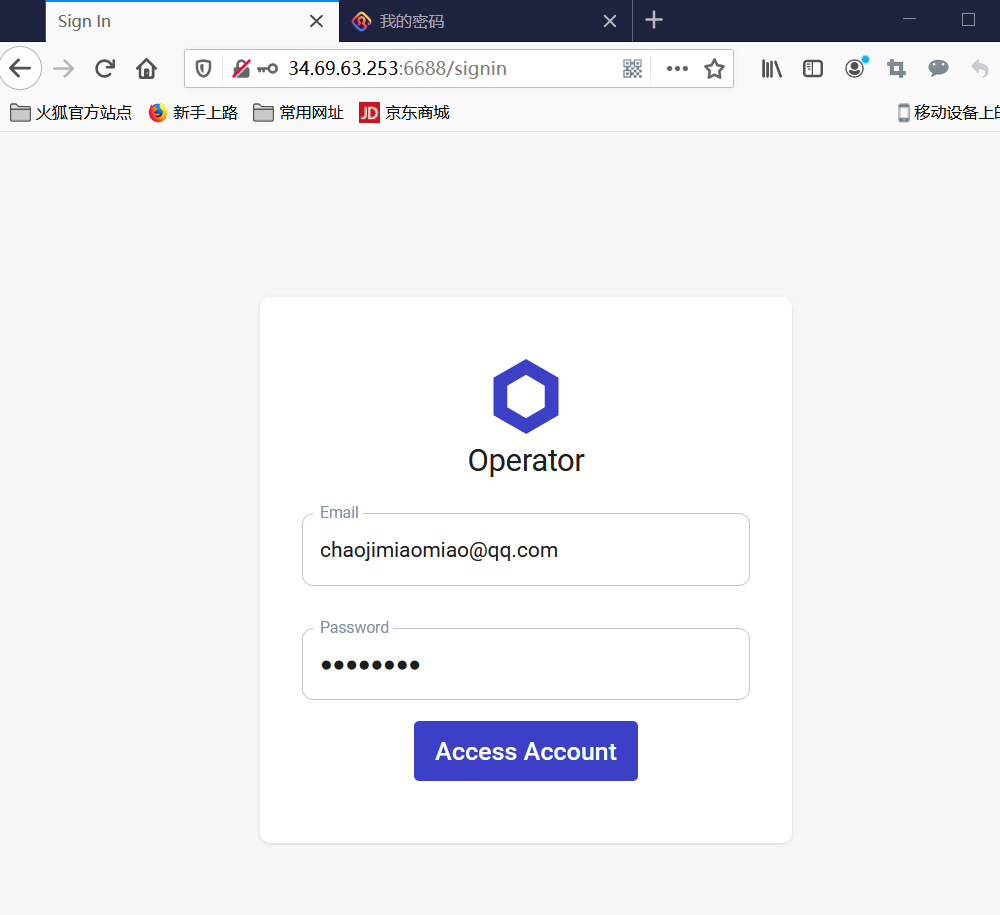 Sign In
我的密码
34.69.63.253:6688/signin
火狐官方站点
新手上路
常用网址
JD
京东商城
移动设备上的
Operator
Email
chaojimiaomiao@qq.com
Password
●●●●●●●●
Access Account